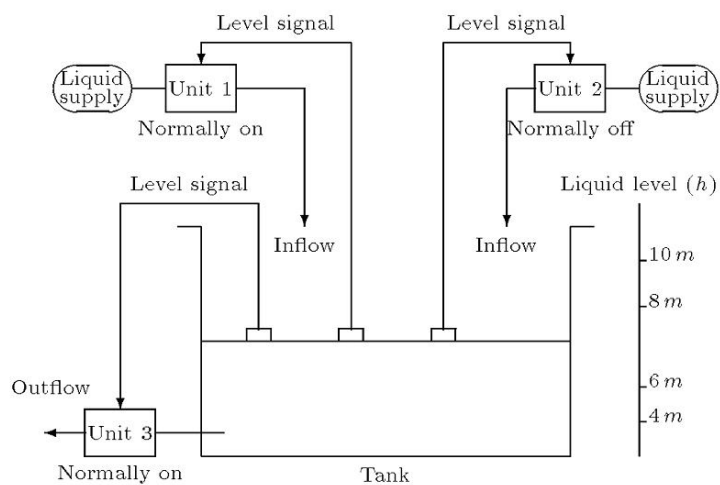 Level signal
Level signal
Liquid
supply
Unit 1
Unit 2
Liquid
supply
Normally on
Normally off
Level signal
Liquid level (h)
Inflow
Inflow
10 m
8 m
Outflow
6 m
4 m
Unit 3
Normally on
Tank